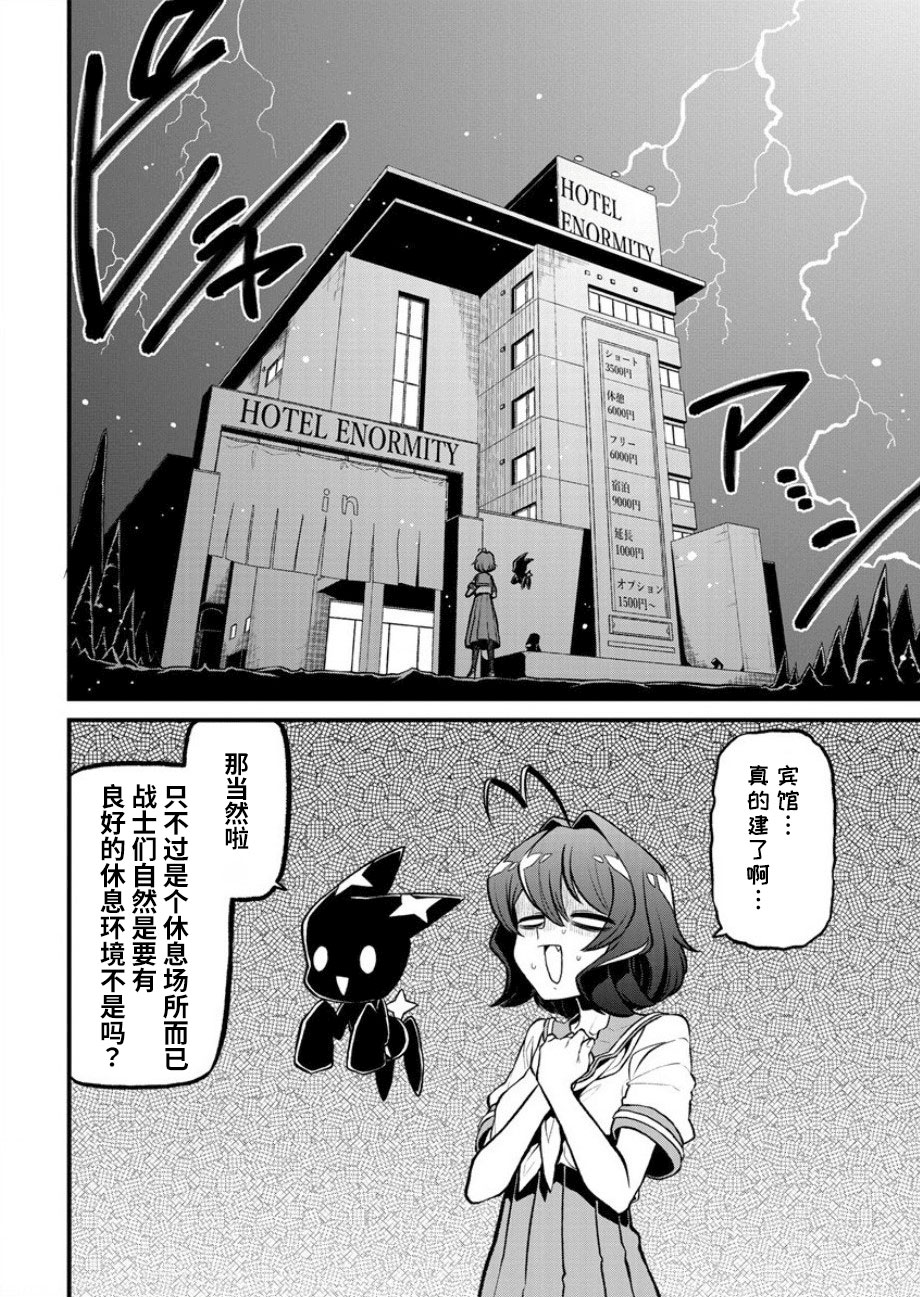 ピシャアッ
HOTEL
ENORMITY
ショート
3500円
休憩
6000円
フリー
6000円
宿泊
9000円
延長
1000円
オプション
1500円~
HOTEL ENORMITY
in
宾馆…
真的建了啊…
那当然啦
只不过是个休息场所而已
战士们自然是要有
良好的休息环境不是吗？